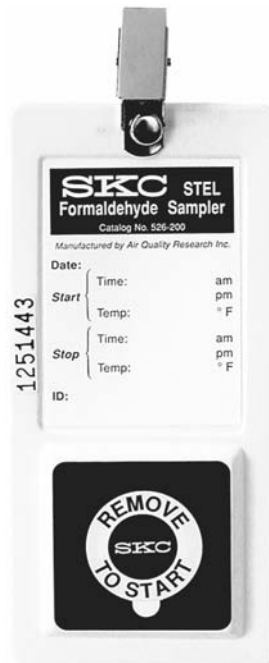 SKC STEL
Formaldehyde Sampler
Catalog No. 526-200
Manufactured by Air Quality Research Inc.
Date:
Start
Time: am
pm
Temp: ° F
Stop
Time: am
pm
Temp: ° F
ID:
1251443
REMOVE
SKC
TO START